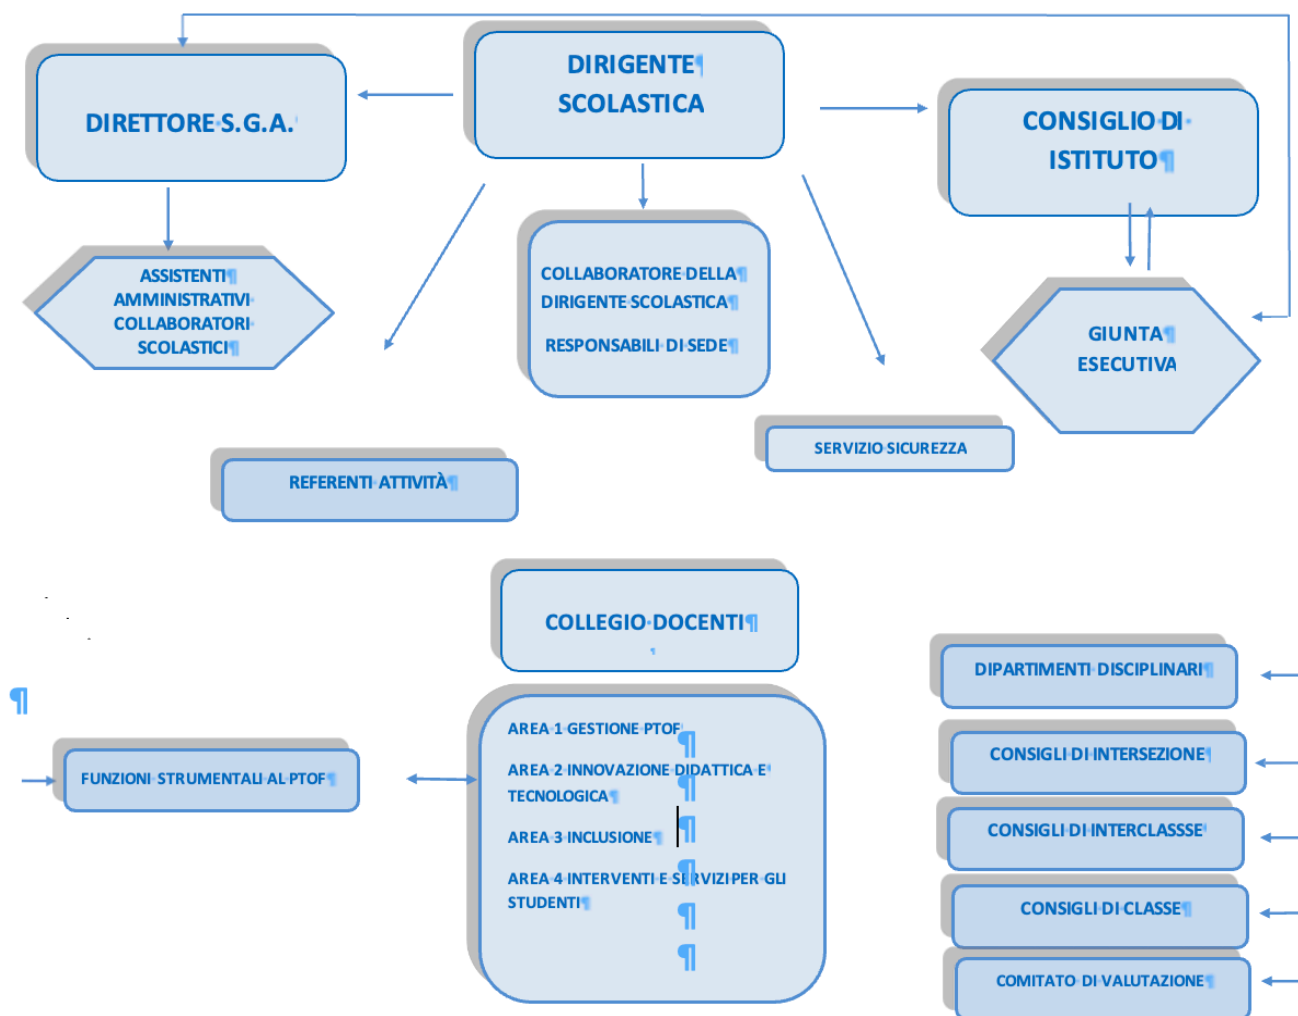 DIRIGENTE
SCOLASTICA
DIRETTORE S.G.A.
CONSIGLIO DI
ISTITUTO
ASSISTENTI
AMMINISTRATIVI
COLLABORATORI
SCOLASTICI
COLLABORATORE DELLA
DIRIGENTE SCOLASTICA
RESPONSABILI DI SEDE
GIUNTA
ESECUTIVA
SERVIZIO SICUREZZA
REFERENTI ATTIVITÀ
COLLEGIO DOCENTI
FUNZIONI STRUMENTALI AL PTOF
AREA 1 GESTIONE PTOF
AREA 2 INNOVAZIONE DIDATTICA E
TECNOLOGICA
AREA 3 INCLUSIONE
AREA 4 INTERVENTI E SERVIZI PER GLI
STUDENTI
DIPARTIMENTI DISCIPLINARI
CONSIGLI DI INTERSEZIONE
CONSIGLI DI INTERCLASSSE
CONSIGLI DI CLASSE
COMITATO DI VALUTAZIONE